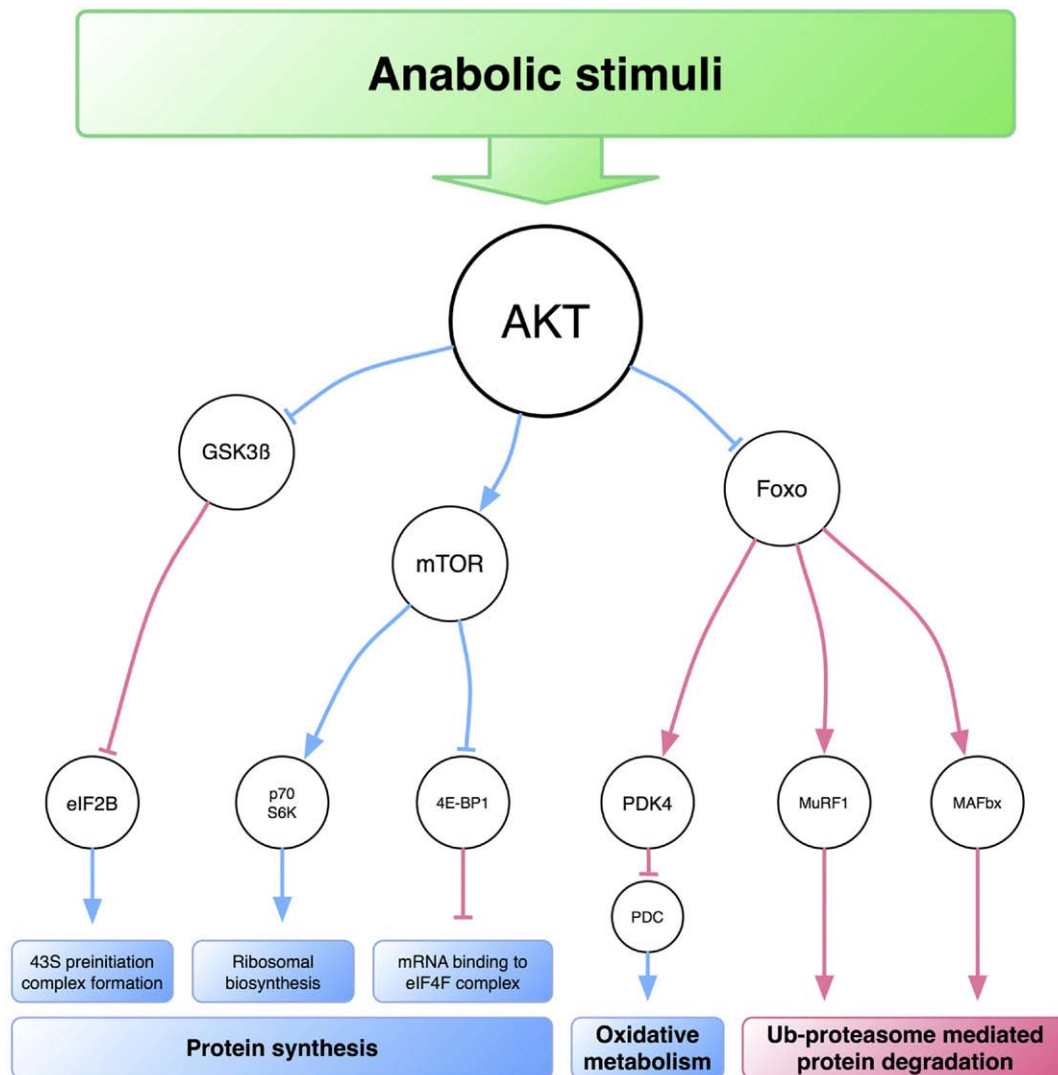 Anabolic stimuli
AKT
GSK3ß
Foxo
mTOR
eIF2B
p70
S6K
4E-BP1
PDK4
MuRF1
MAFbx
PDC
43S preinitiation
complex formation
Ribosomal
biosynthesis
mRNA binding to
eIF4F complex
Protein synthesis
Oxidative
metabolism
Ub-proteasome mediated
protein degradation